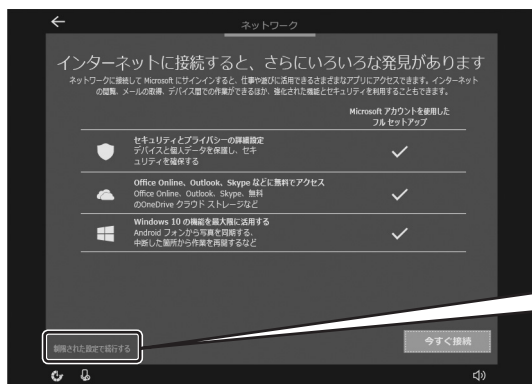 ネットワーク
インターネットに接続すると、さらにいろいろな発見があります
ネットワークに接続して Microsoft にサインインすると、仕事や遊びに活用できるさまざまなアプリにアクセスできます。インターネット
の閲覧、メールの取得、デバイス間での作業ができるほか、強化された機能とセキュリティを利用することもできます。
Microsoft アカウントを使用した
フル セットアップ
セキュリティとプライバシーの詳細設定
デバイスと個人データを保護し、セキ
ュリティを確保する
Office Online、Outlook、Skype などに無料でアクセス
Office Online、Outlook、Skype、無料
のOneDrive クラウド ストレージなど
Windows 10 の機能を最大限に活用する
Android フォンから写真を同期する、
中断した箇所から作業を再開するなど
制限された設定で続行する
今すぐ接続